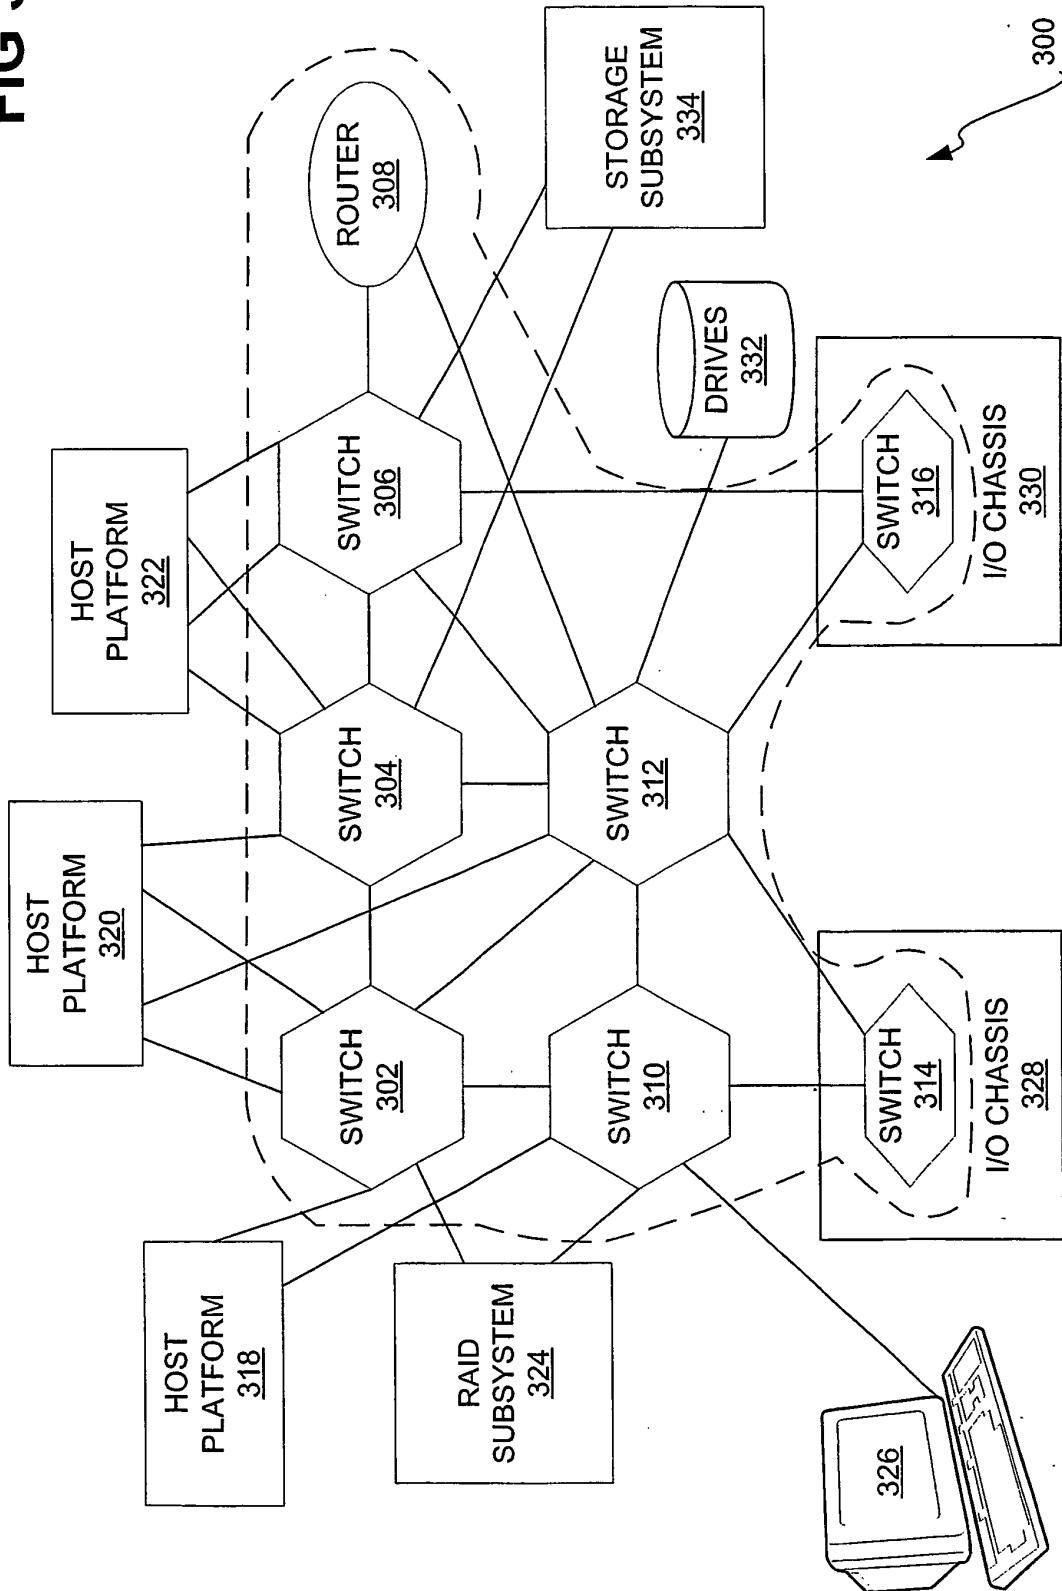 FIG
HOST
PLATFORM
320
HOST
PLATFORM
322
HOST
PLATFORM
318
SWITCH
302
SWITCH
304
SWITCH
306
ROUTER
308
RAID
SUBSYSTEM
324
SWITCH
310
SWITCH
312
STORAGE
SUBSYSTEM
334
DRIVES
332
326
SWITCH
314
I/O CHASSIS
328
SWITCH
316
I/O CHASSIS
330
300